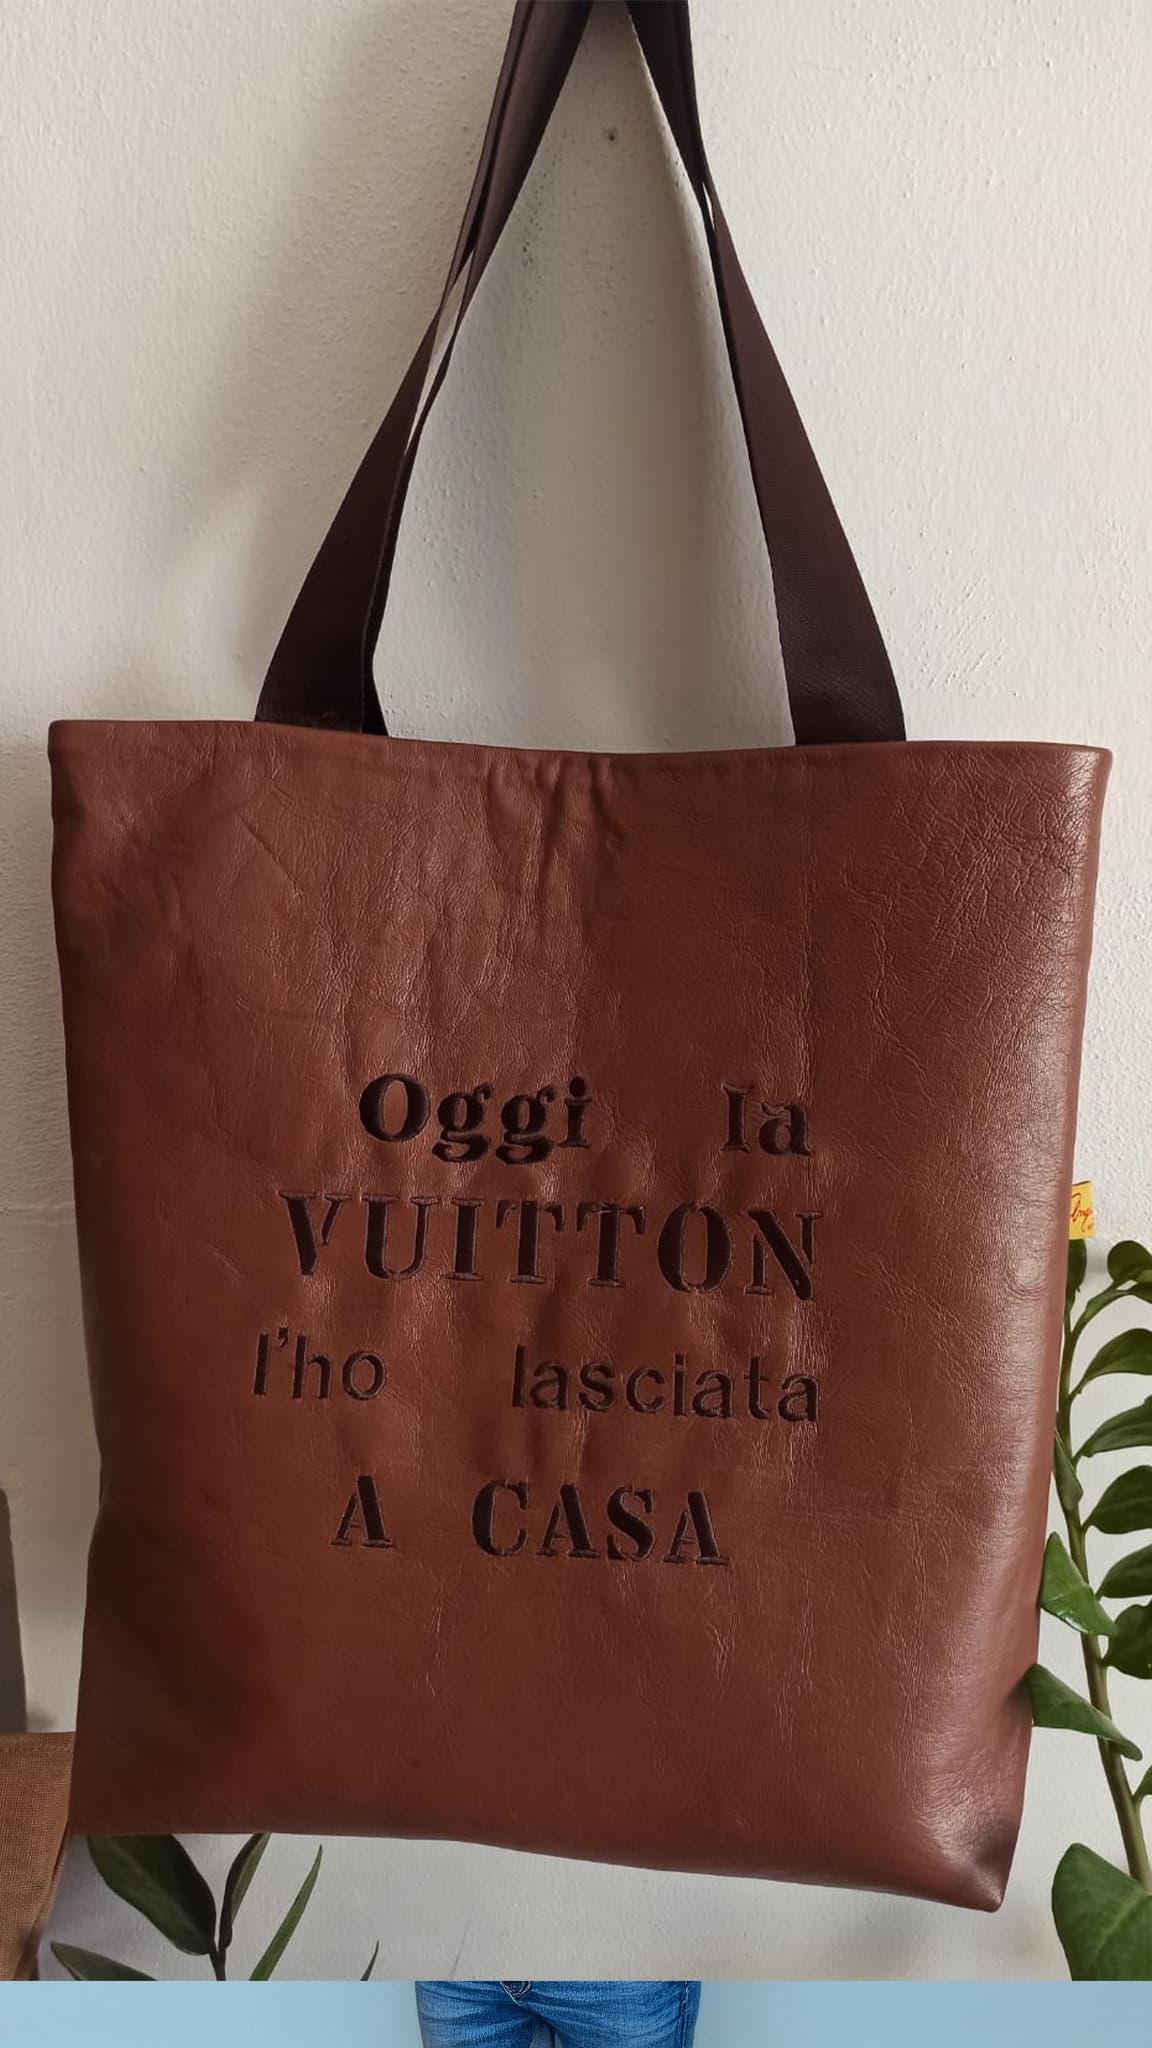 Oggi la
VUITTON
l'ho lasciata
A CASA